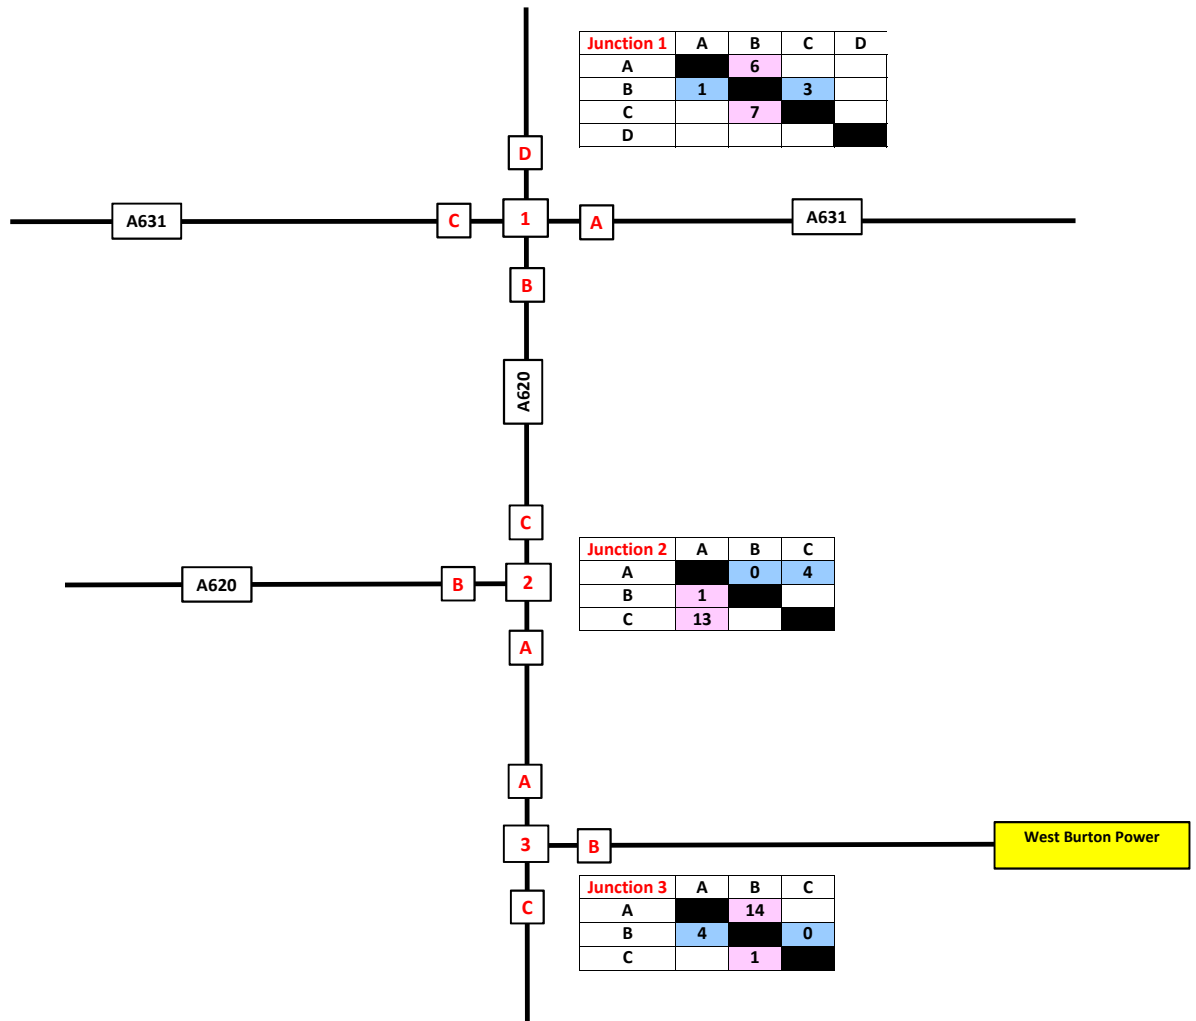 Junction 1 A B C D
A 6
B 1 3
C 7
D
D
A631 C 1 A A631
B
A620
C
Junction 2 A B C
A 0 4
B 1
C 13
A620 B 2
A
A
3 B West Burton Power
Junction 3 A B C
A 14
B 4 0
C 1
C